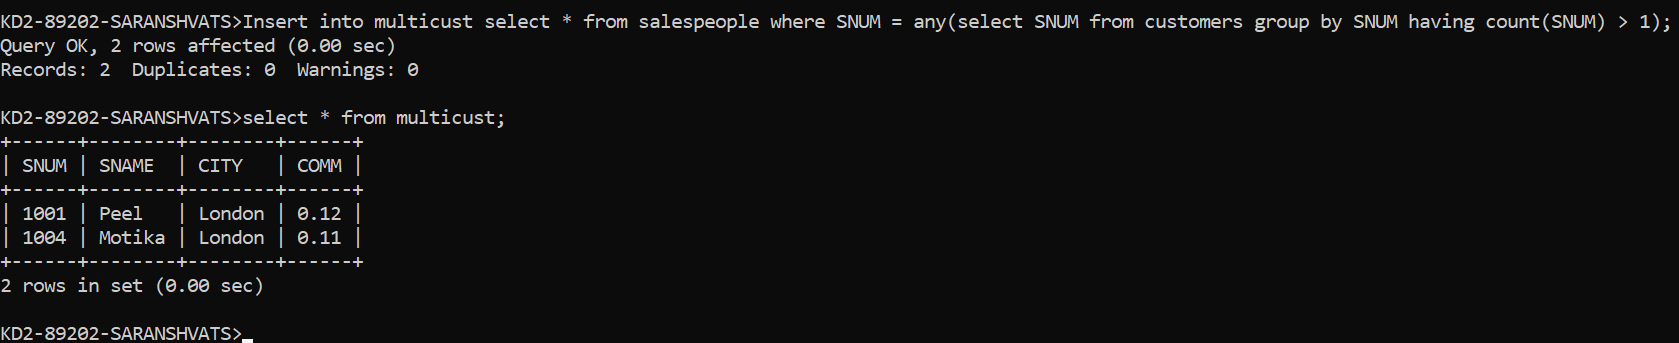 KD2-89202-SARANSHVATS>Insert into multicust select * from salespeople where SNUM = any(select SNUM from customers group by SNUM having count(SNUM) > 1);
Query OK, 2 rows affected (0.00 sec)
Records: 2  Duplicates: 0  Warnings: 0

KD2-89202-SARANSHVATS>select * from multicust;
+------+--------+--------+------+
| SNUM | SNAME  | CITY   | COMM |
+------+--------+--------+------+
| 1001 | Peel   | London | 0.12 |
| 1004 | Motika | London | 0.11 |
+------+--------+--------+------+
2 rows in set (0.00 sec)

KD2-89202-SARANSHVATS>